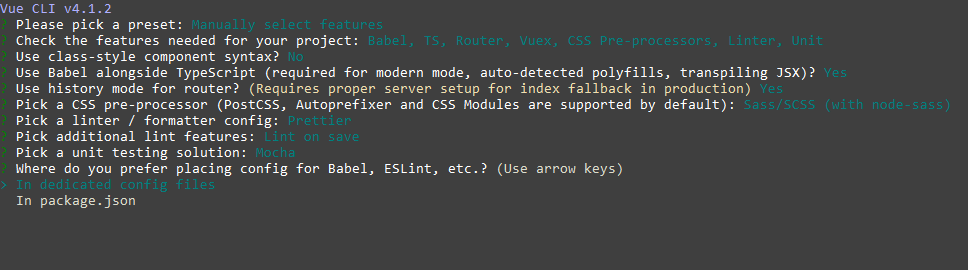 Vue CLI v4.1.2
? Please pick a preset: Manually select features
? Check the features needed for your project: Babel, TS, Router, Vuex, CSS Pre-processors, Linter, Unit
? Use class-style component syntax? No
? Use Babel alongside TypeScript (required for modern mode, auto-detected polyfills, transpiling JSX)? Yes
? Use history mode for router? (Requires proper server setup for index fallback in production) Yes
? Pick a CSS pre-processor (PostCSS, Autoprefixer and CSS Modules are supported by default): Sass/SCSS (with node-sass)
? Pick a linter / formatter config: Prettier
? Pick additional lint features: Lint on save
? Pick a unit testing solution: Mocha
? Where do you prefer placing config for Babel, ESLint, etc.? (Use arrow keys)
> In dedicated config files
In package.json